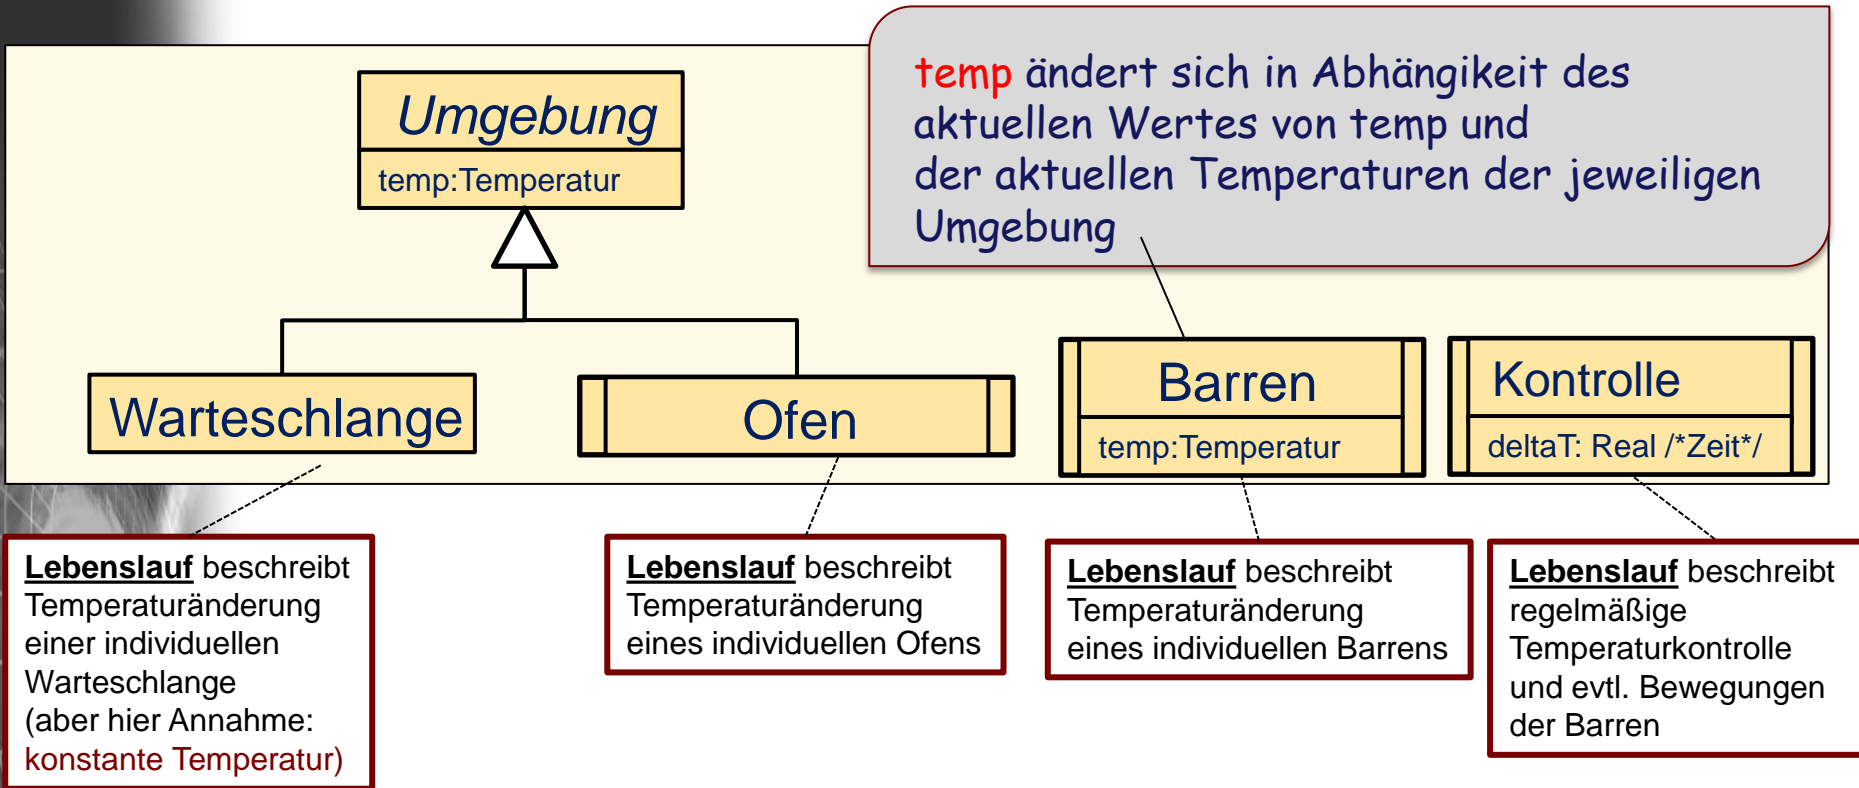 Umgebung
temp:Temperatur
temp ändert sich in Abhängikeit des
aktuellen Wertes von temp und
der aktuellen Temperaturen der jeweiligen
Umgebung
Warteschlange
Ofen
Barren
temp:Temperatur
Kontrolle
deltaT: Real /*Zeit*/
Lebenslauf beschreibt
Temperaturänderung
einer individuellen
Warteschlange
(aber hier Annahme:
konstante Temperatur)
Lebenslauf beschreibt
Temperaturänderung
eines individuellen Ofens
Lebenslauf beschreibt
Temperaturänderung
eines individuellen Barrens
Lebenslauf beschreibt
regelmäßige
Temperaturkontrolle
und evtl. Bewegungen
der Barren